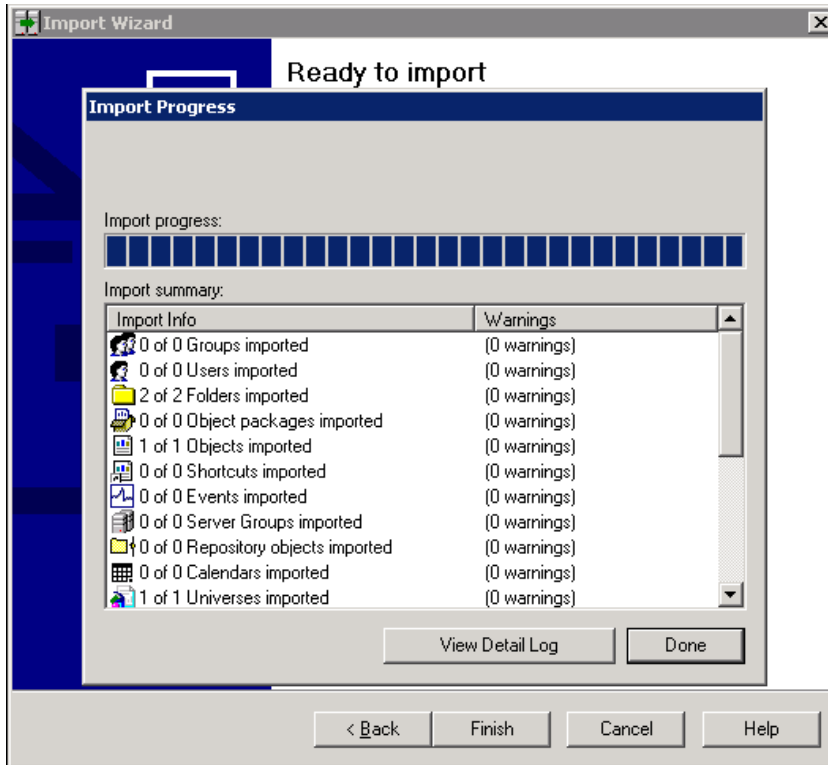 Import Wizard
Ready to import
Import Progress
Import progress:
Import summary:
Import Info Warnings
0 of 0 Groups imported (0 warnings)
0 of 0 Users imported (0 warnings)
2 of 2 Folders imported (0 warnings)
0 of 0 Object packages imported (0 warnings)
1 of 1 Objects imported (0 warnings)
0 of 0 Shortcuts imported (0 warnings)
0 of 0 Events imported (0 warnings)
0 of 0 Server Groups imported (0 warnings)
0 of 0 Repository objects imported (0 warnings)
0 of 0 Calendars imported (0 warnings)
1 of 1 Universes imported (0 warnings)
View Detail Log Done
< Back Finish Cancel Help